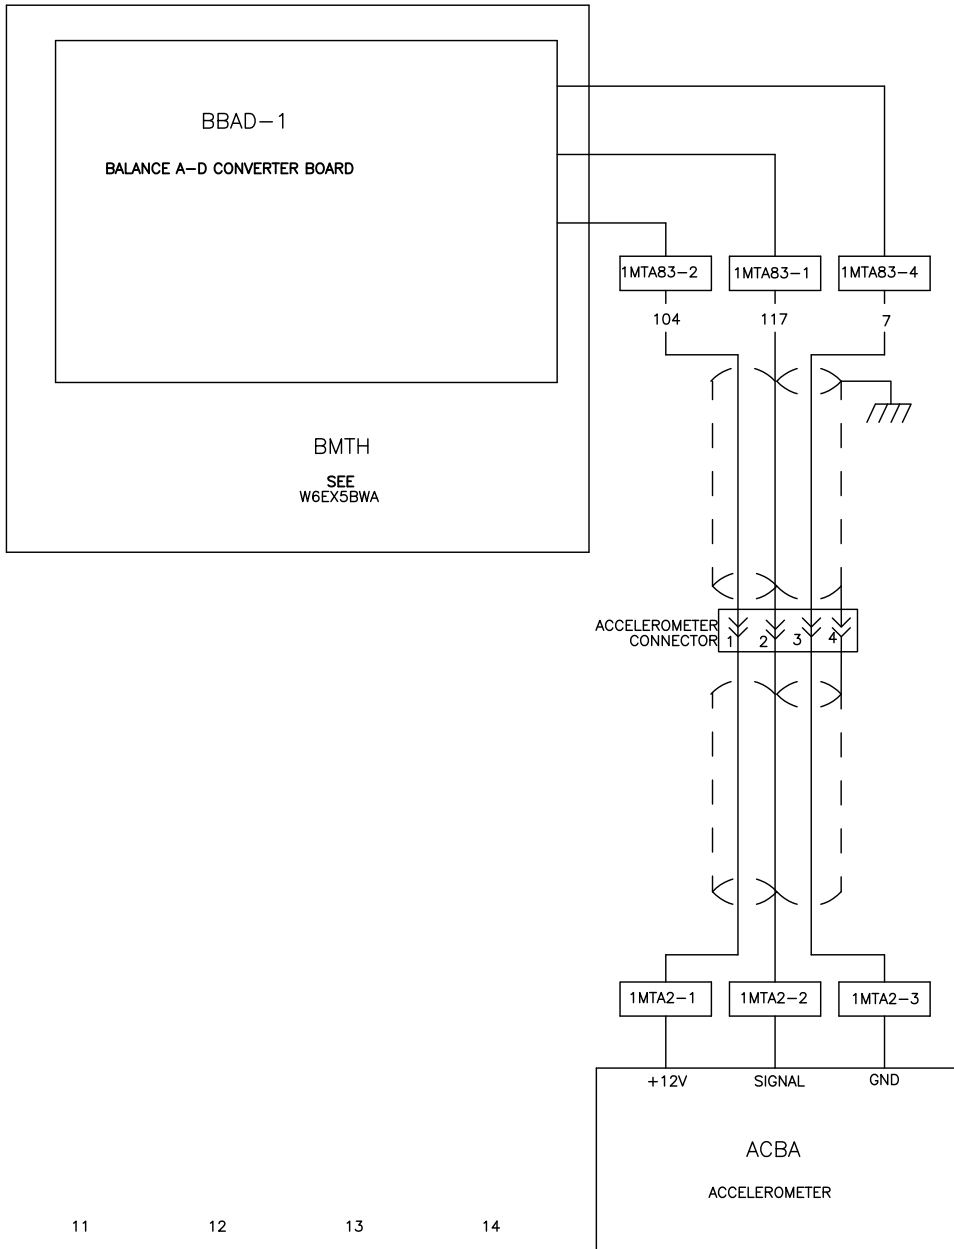 BBAD-1
BALANCE A-D CONVERTER BOARD
BMTH
SEE
W6EX5BWA
1MTA83-2
1MTA83-1
1MTA83-4
104
117
7
ACCELEROMETER
CONNECTOR
1
2
3
4
1MTA2-1
1MTA2-2
1MTA2-3
+12V
SIGNAL
GND
ACBA
ACCELEROMETER
11
12
13
14